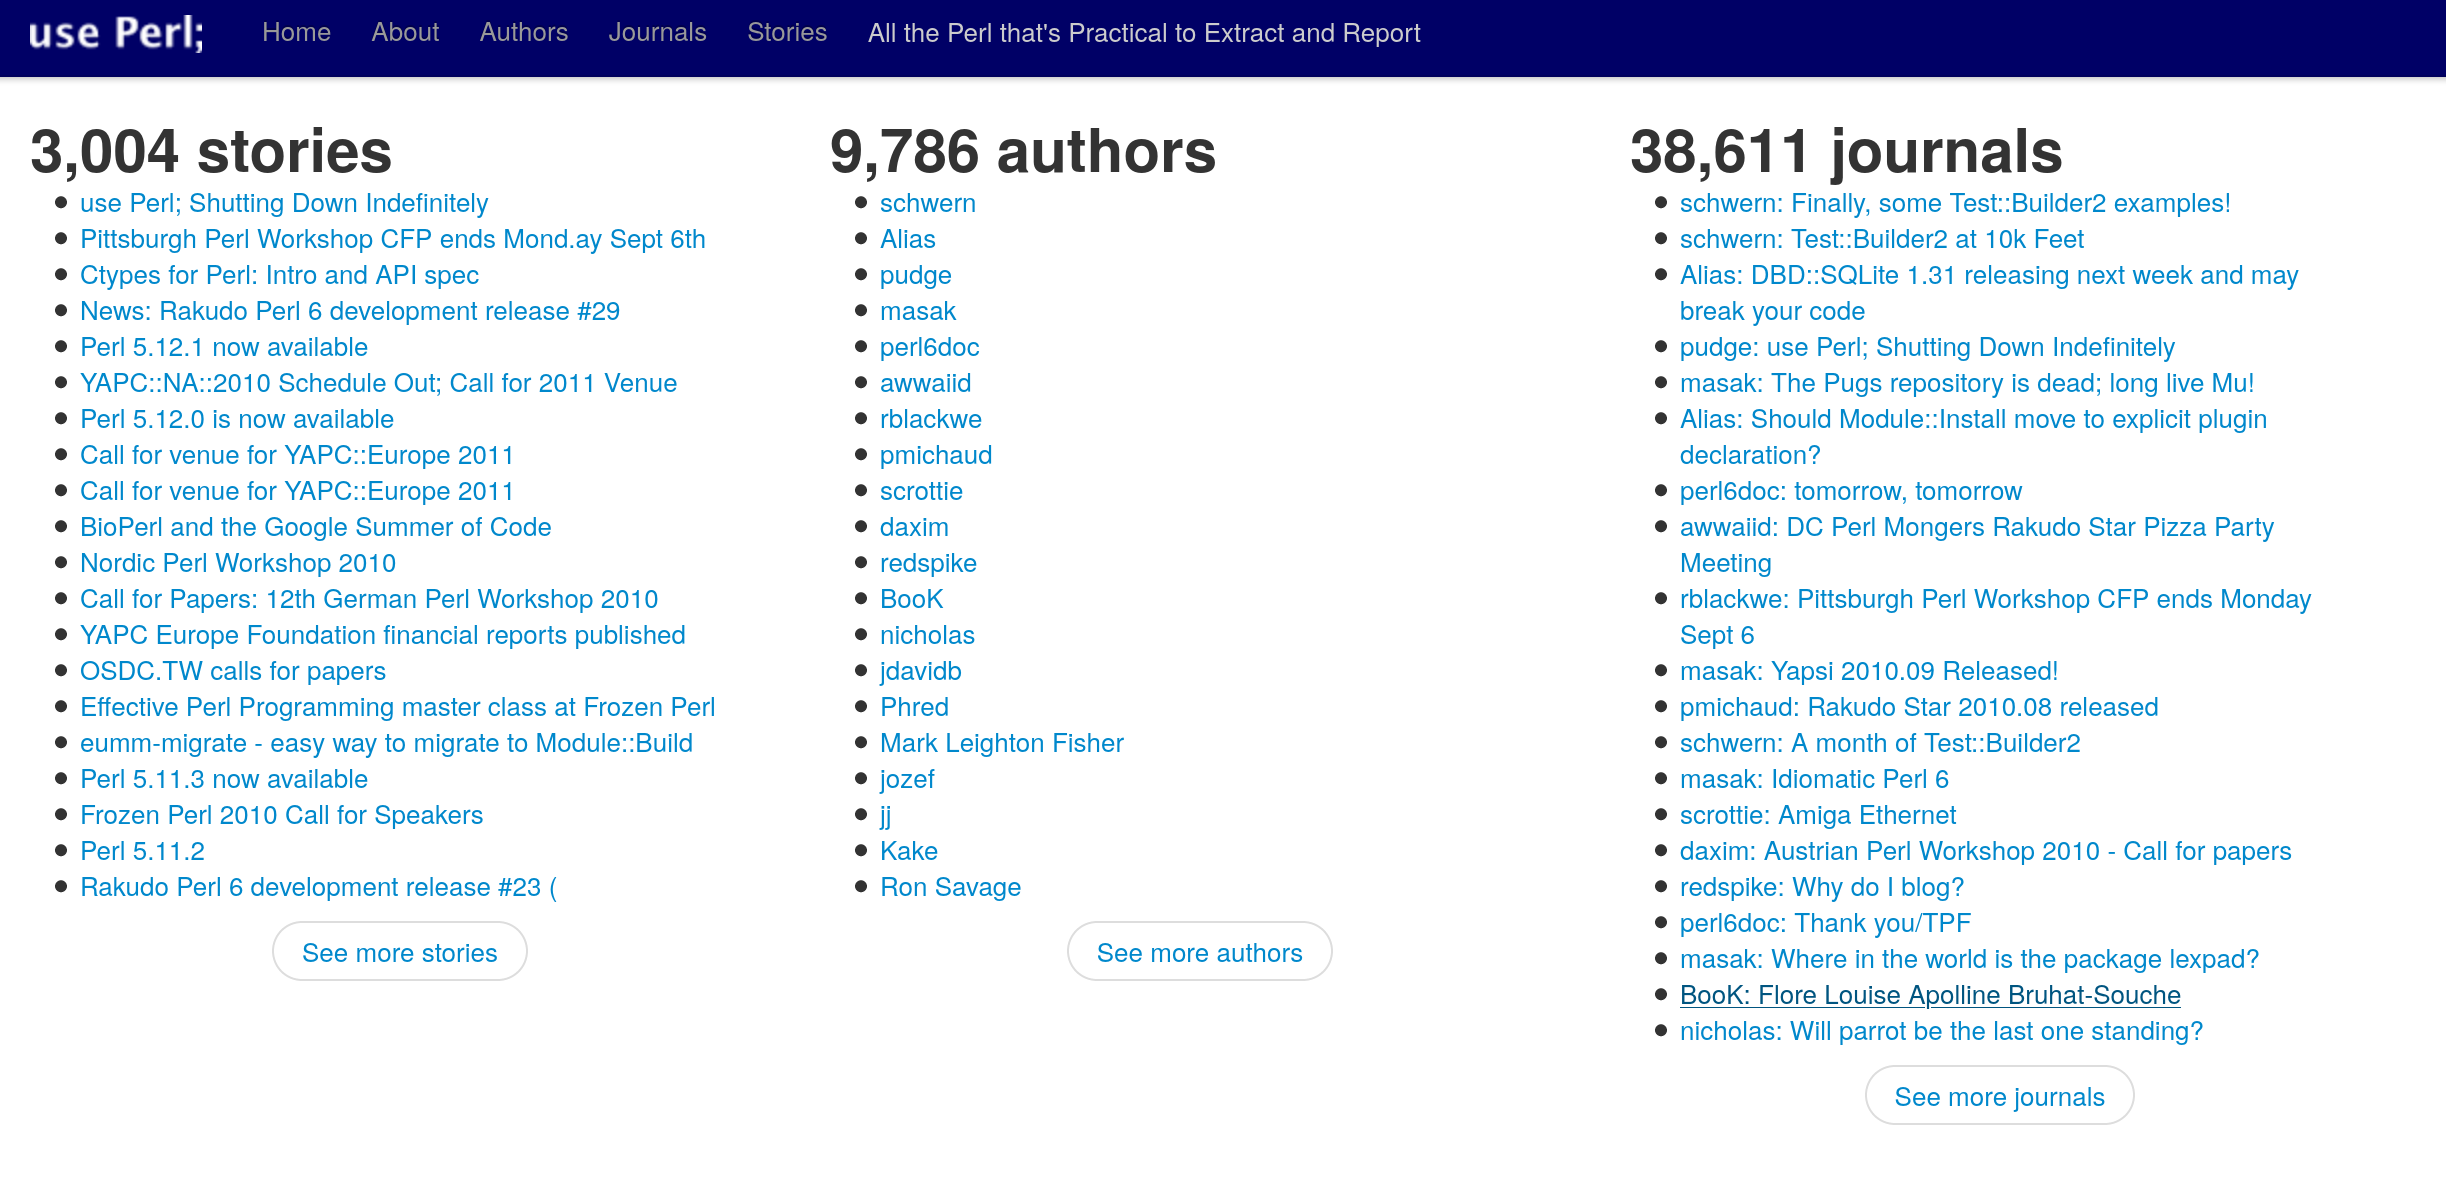 use Perl; Home About Authors Journals Stories All the Perl that's Practical to Extract and Report
3,004 stories
use Perl; Shutting Down Indefinitely
Pittsburgh Perl Workshop CFP ends Mond.ay Sept 6th
Ctypes for Perl: Intro and API spec
News: Rakudo Perl 6 development release #29
Perl 5.12.1 now available
YAPC::NA::2010 Schedule Out; Call for 2011 Venue
Perl 5.12.0 is now available
Call for venue for YAPC::Europe 2011
Call for venue for YAPC::Europe 2011
BioPerl and the Google Summer of Code
Nordic Perl Workshop 2010
Call for Papers: 12th German Perl Workshop 2010
YAPC Europe Foundation financial reports published
OSDC.TW calls for papers
Effective Perl Programming master class at Frozen Perl
eumm-migrate - easy way to migrate to Module::Build
Perl 5.11.3 now available
Frozen Perl 2010 Call for Speakers
Perl 5.11.2
Rakudo Perl 6 development release #23 (
See more stories
9,786 authors
schwern
Alias
pudge
masak
perl6doc
awwaiid
rblackwe
pmichaud
scrottie
daxim
redspike
BooK
nicholas
jdavidb
Phred
Mark Leighton Fisher
jozef
jj
Kake
Ron Savage
See more authors
38,611 journals
schwern: Finally, some Test::Builder2 examples!
schwern: Test::Builder2 at 10k Feet
Alias: DBD::SQLite 1.31 releasing next week and may
break your code
pudge: use Perl; Shutting Down Indefinitely
masak: The Pugs repository is dead; long live Mu!
Alias: Should Module::Install move to explicit plugin
declaration?
perl6doc: tomorrow, tomorrow
awwaiid: DC Perl Mongers Rakudo Star Pizza Party
Meeting
rblackwe: Pittsburgh Perl Workshop CFP ends Monday
Sept 6
masak: Yapsi 2010.09 Released!
pmichaud: Rakudo Star 2010.08 released
schwern: A month of Test::Builder2
masak: Idiomatic Perl 6
scrottie: Amiga Ethernet
daxim: Austrian Perl Workshop 2010 - Call for papers
redspike: Why do I blog?
perl6doc: Thank you/TPF
masak: Where in the world is the package lexpad?
BooK: Flore Louise Apolline Bruhat-Souche
nicholas: Will parrot be the last one standing?
See more journals